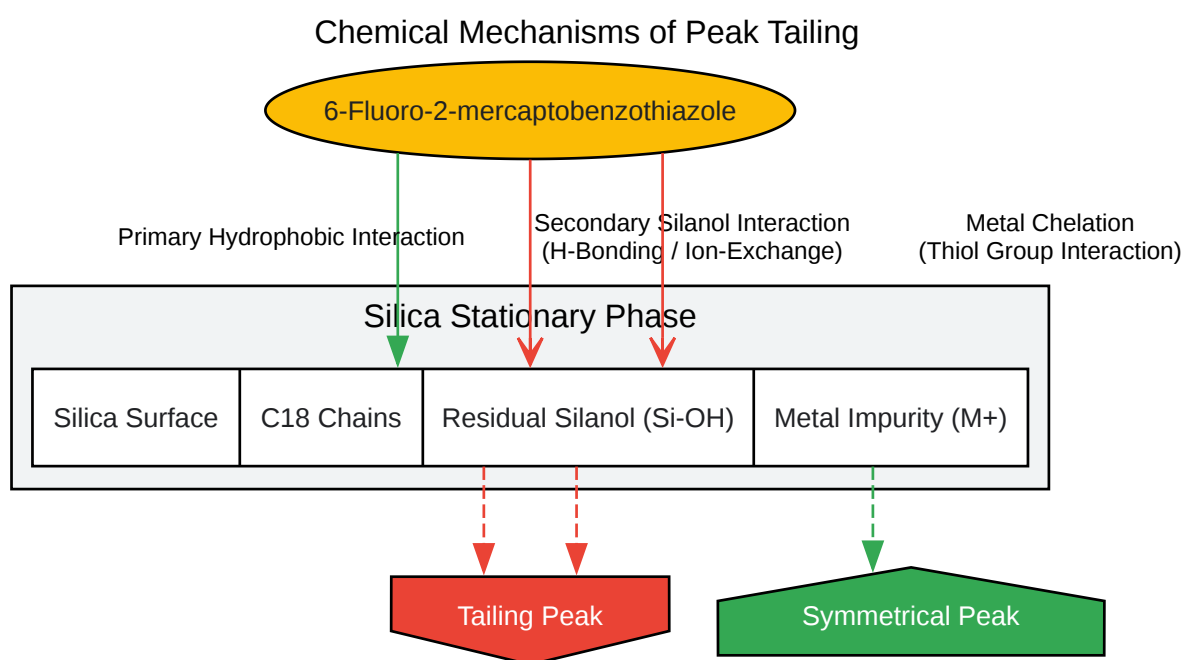 Chemical Mechanisms of Peak Tailing
6-Fluoro-2-mercaptobenzothiazole
Primary Hydrophobic Interaction
Secondary Silanol Interaction
(H-Bonding / Ion-Exchange)
Metal Chelation
(Thiol Group Interaction)
Silica Stationary Phase
Silica Surface
C18 Chains
Residual Silanol (Si-OH)
Metal Impurity (M+)
Tailing Peak
Symmetrical Peak